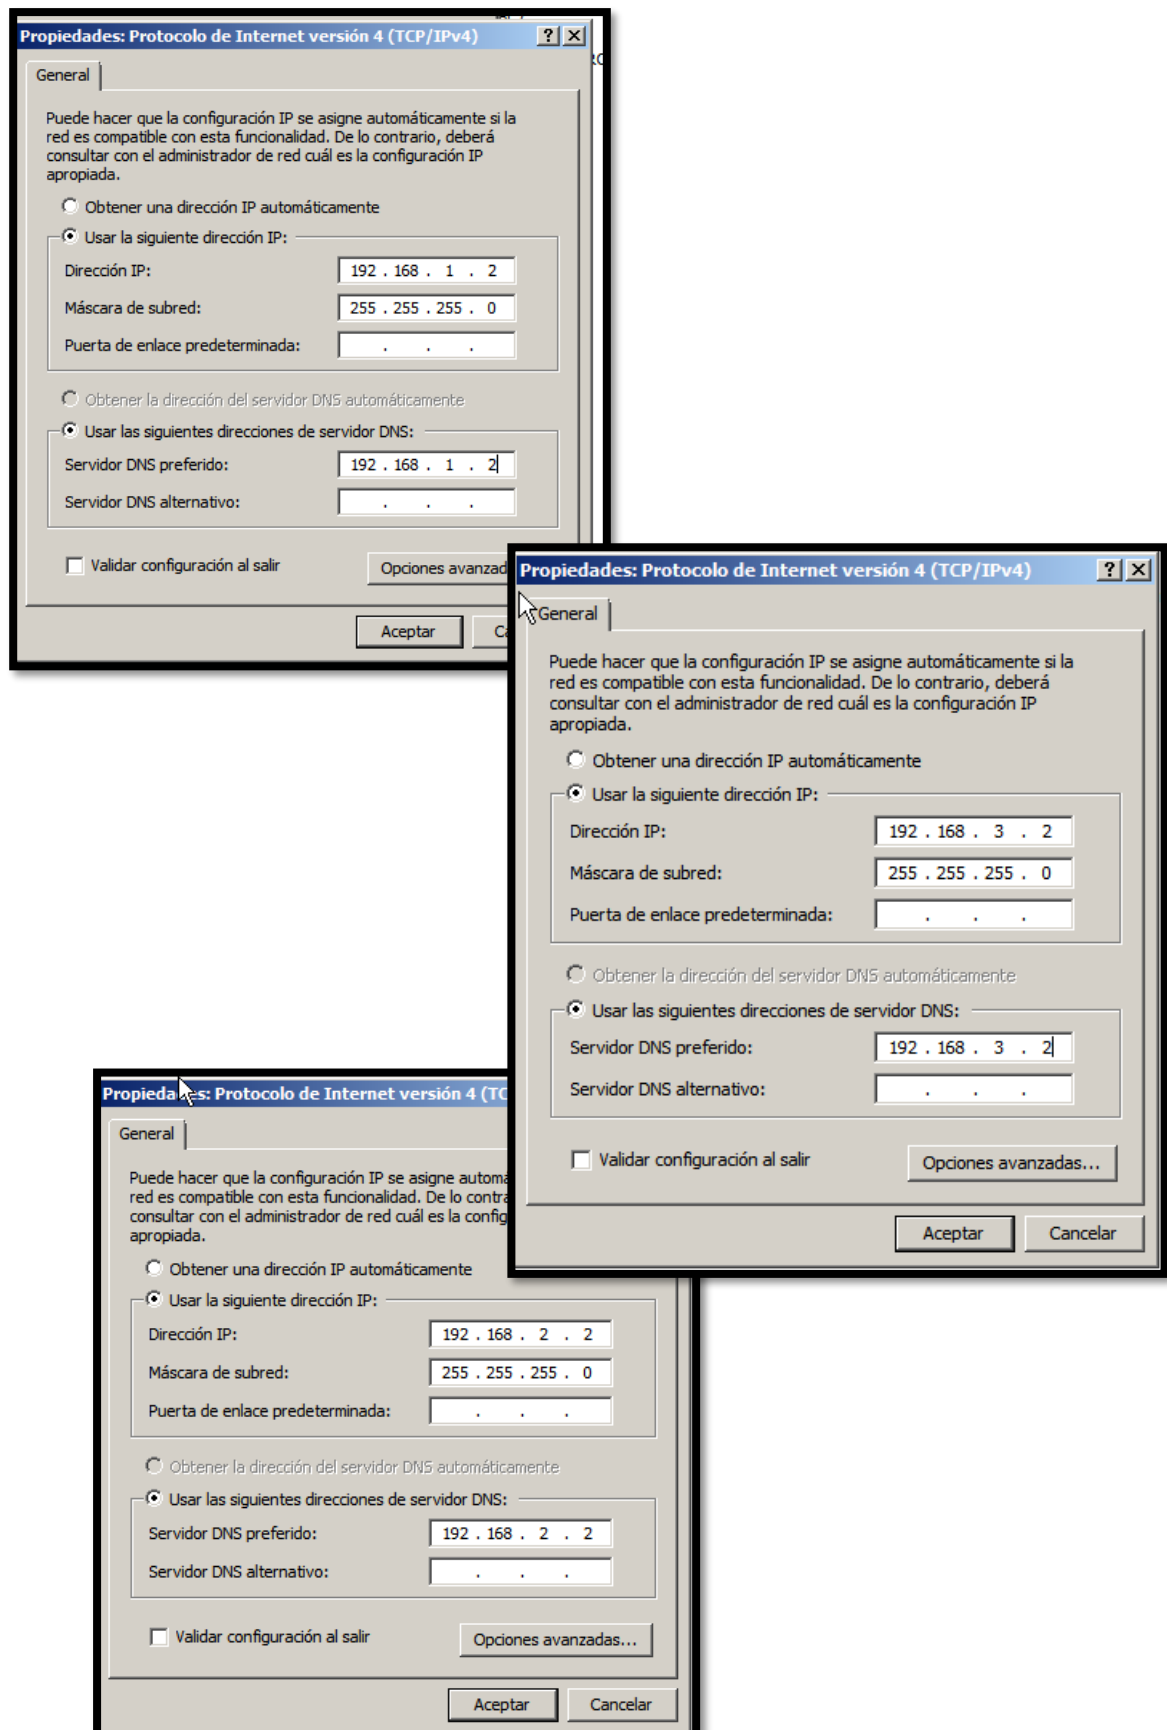 Propiedades: Protocolo de Internet versión 4 (TCP/IPv4)
General
Puede hacer que la configuración IP se asigne automáticamente si la
red es compatible con esta funcionalidad. De lo contrario, deberá
consultar con el administrador de red cuál es la configuración IP
apropiada.
Obtener una dirección IP automáticamente
Usar la siguiente dirección IP:
Dirección IP: 192 . 168 . 1 . 2
Máscara de subred: 255 . 255 . 255 . 0
Puerta de enlace predeterminada: . . .
Obtener la dirección del servidor DNS automáticamente
Usar las siguientes direcciones de servidor DNS:
Servidor DNS preferido: 192 . 168 . 1 . 2
Servidor DNS alternativo: . . .
Validar configuración al salir
Opciones avanzad
Aceptar
Propiedades: Protocolo de Internet versión 4 (TCP/IPv4)
General
Puede hacer que la configuración IP se asigne automáticamente si la
red es compatible con esta funcionalidad. De lo contrario, deberá
consultar con el administrador de red cuál es la configuración IP
apropiada.
Obtener una dirección IP automáticamente
Usar la siguiente dirección IP:
Dirección IP: 192 . 168 . 3 . 2
Máscara de subred: 255 . 255 . 255 . 0
Puerta de enlace predeterminada: . . .
Obtener la dirección del servidor DNS automáticamente
Usar las siguientes direcciones de servidor DNS:
Servidor DNS preferido: 192 . 168 . 3 . 2
Servidor DNS alternativo: . . .
Validar configuración al salir
Opciones avanzadas...
Aceptar Cancelar
Propiedades: Protocolo de Internet versión 4 (TC
General
Puede hacer que la configuración IP se asigne automá
red es compatible con esta funcionalidad. De lo contra
consultar con el administrador de red cuál es la config
apropiada.
Obtener una dirección IP automáticamente
Usar la siguiente dirección IP:
Dirección IP: 192 . 168 . 2 . 2
Máscara de subred: 255 . 255 . 255 . 0
Puerta de enlace predeterminada: . . .
Obtener la dirección del servidor DNS automáticamente
Usar las siguientes direcciones de servidor DNS:
Servidor DNS preferido: 192 . 168 . 2 . 2
Servidor DNS alternativo: . . .
Validar configuración al salir
Opciones avanzadas...
Aceptar Cancelar